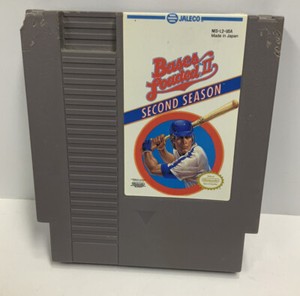 JALECO
NES-L2-USA
Made in Japan
Bases
Loaded II
SECOND SEASON